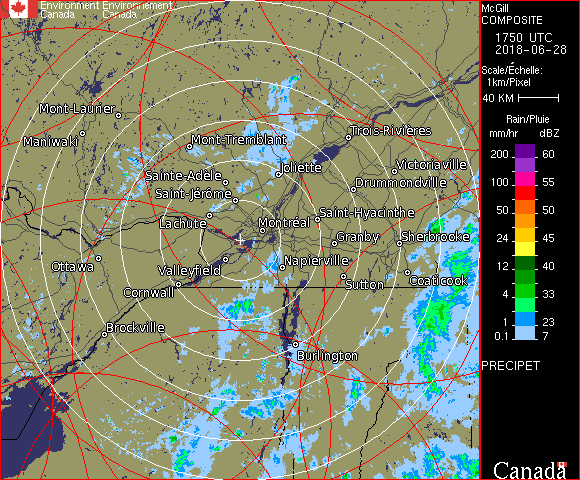 Environment Environnement
Canada Canada
McGill
COMPOSITE
1750 UTC
2018-06-28
Scale/Échelle:
1km/Pixel
40 KM
Rain/Pluie
mm/hr dBZ
200 60
100 55
50 50
24 45
12 40
4 33
1 23
0.1 7
PRECIPET
Canada
Mont-Laurier
Maniwaki
Mont-Tremblant
Trois-Rivières
Joliette
Victoriaville
Sainte-Adèle
Drummondville
Saint-Jérôme
Saint-Hyacinthe
Lachute
Montréal
Granby
Sherbrooke
Ottawa
Valleyfield
Napierville
Cornwall
Sutton
Coaticook
Brockville
Burlington